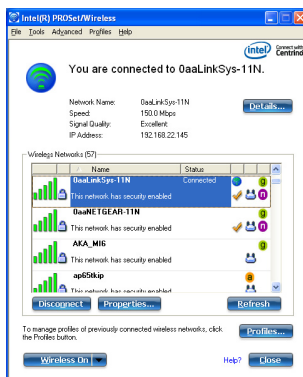 Intel(R) PROSet/Wireless
File Tools Advanced Profiles Help
intel Connect with Centrino
You are connected to 0aaLinkSys-11N.
Network Name: 0aaLinkSys-11N
Speed: 150.0 Mbps
Signal Quality: Excellent
IP Address: 192.168.22.145
Details...
Wireless Networks (57)
Name Status
0aaLinkSys-11N Connected g
This network has security enabled n
0aaNETGEAR-11N g
This network has security enabled n
AKA_MI6 g
This network has security enabled
ap65tkip a
This network has security enabled
Disconnect Properties... Refresh
To manage profiles of previously connected wireless networks, click
the Profiles button.
Profiles...
Wireless On Help? Close